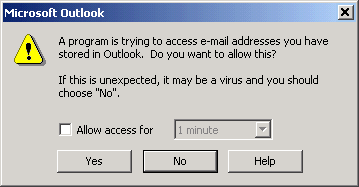 Microsoft Outlook
A program is trying to access e-mail addresses you have
stored in Outlook. Do you want to allow this?
If this is unexpected, it may be a virus and you should
choose "No".
Allow access for 1 minute
Yes No Help